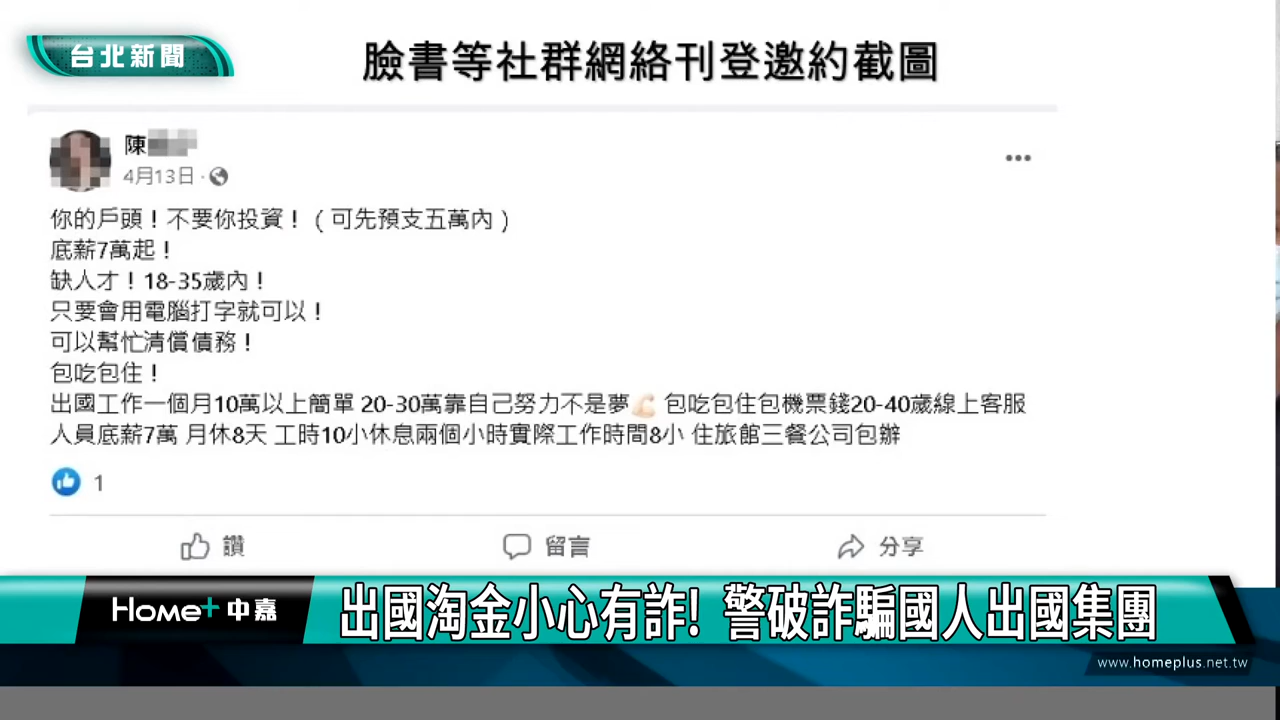 台北新聞
臉書等社群網絡刊登邀約截圖
陳
4月13日
你的戶頭！不要你投資！（可先預支五萬內）
底薪7萬起！
缺人才！18-35歲內！
只要會用電腦打字就可以！
可以幫忙清償債務！
包吃包住！
出國工作一個月10萬以上簡單 20-30萬靠自己努力不是夢💪🏻 包吃包住包機票錢20-40歲線上客服
人員底薪7萬 月休8天 工時10小休息兩個小時實際工作時間8小 住旅館三餐公司包辦
1
讚 留言 分享
Home+ 中嘉
出國淘金小心有詐! 警破詐騙國人出國集團
www.homeplus.net.tw